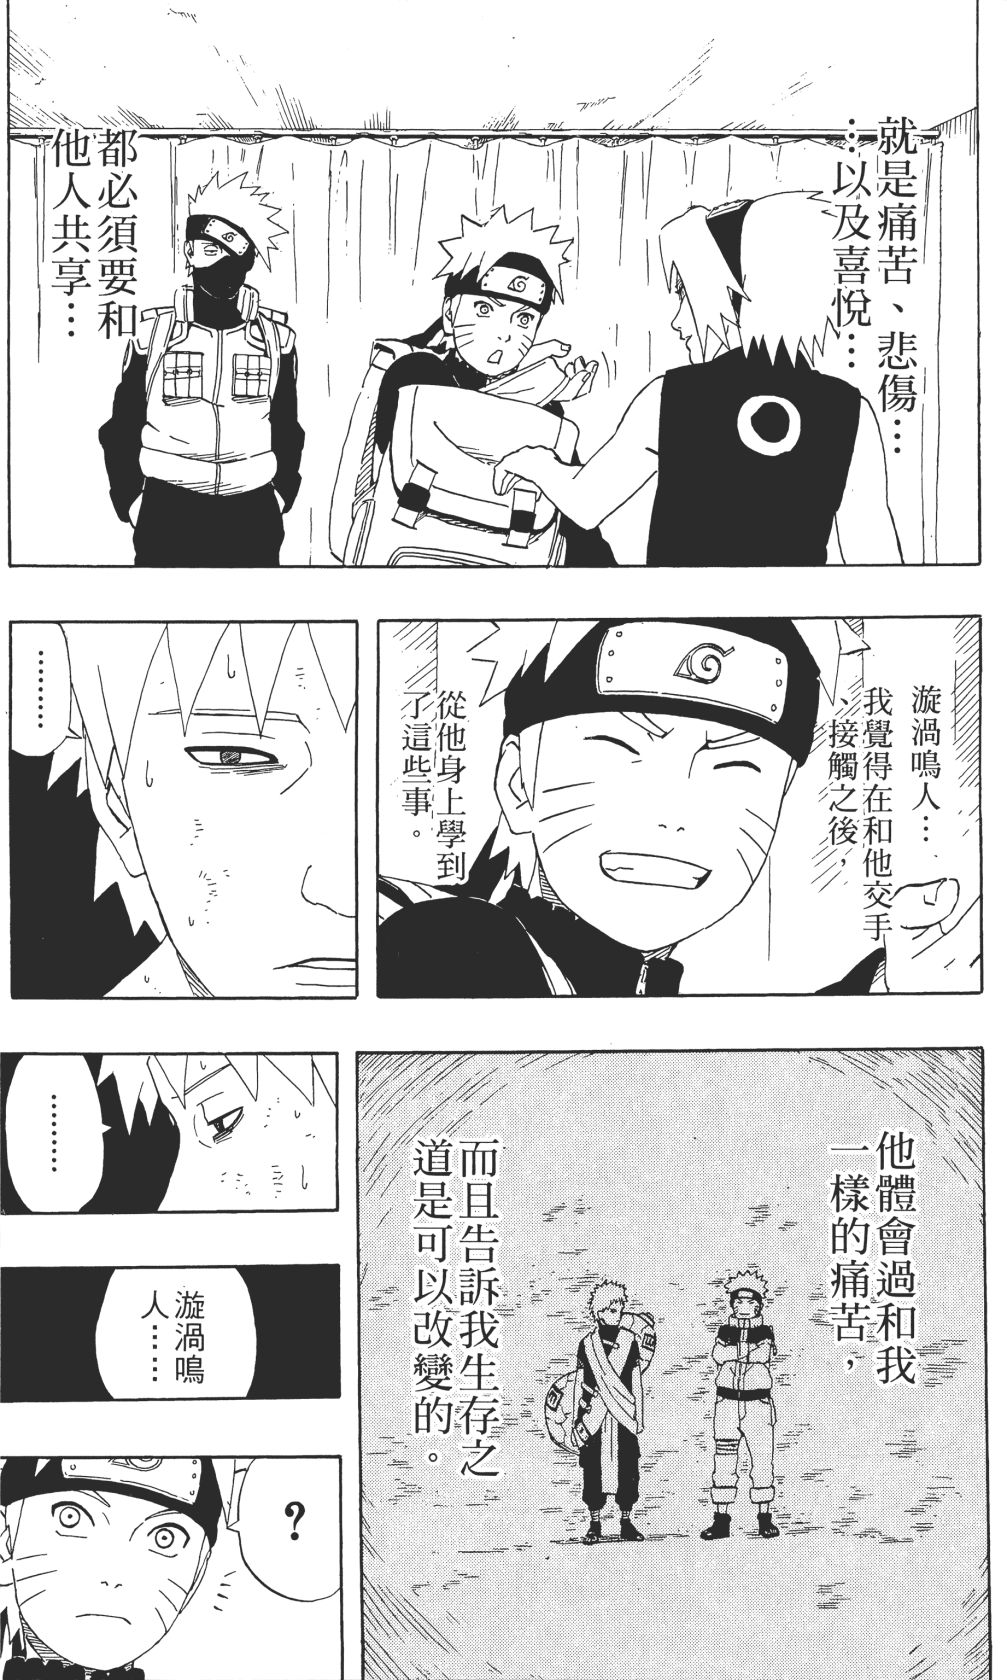 就是痛苦、悲傷…
…以及喜悅…
都必須要和
他人共享…
漩渦鳴人…
我覺得在和他交手
、接觸之後，
從他身上學到
了這些事。
………
他體會過和我
一樣的痛苦，
而且告訴我生存之
道是可以改變的。
………
漩渦鳴
人……
？